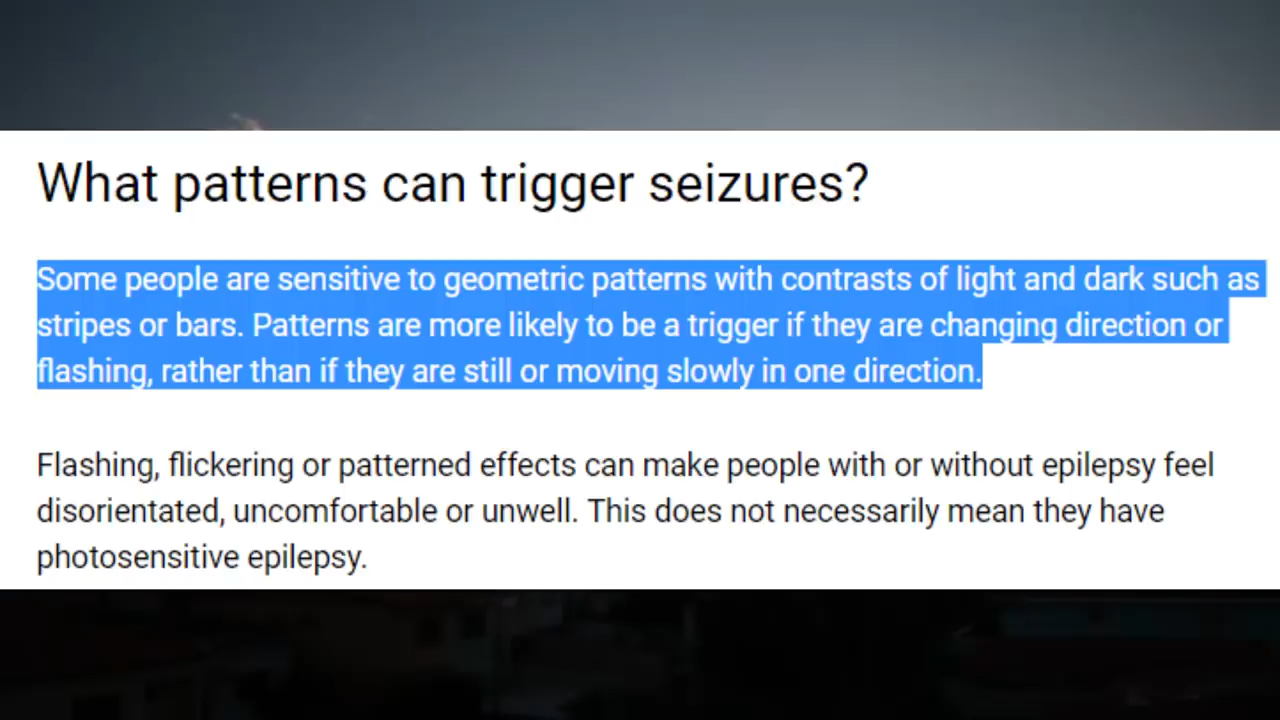 What patterns can trigger seizures?
Some people are sensitive to geometric patterns with contrasts of light and dark such as
stripes or bars. Patterns are more likely to be a trigger if they are changing direction or
flashing, rather than if they are still or moving slowly in one direction.
Flashing, flickering or patterned effects can make people with or without epilepsy feel
disorientated, uncomfortable or unwell. This does not necessarily mean they have
photosensitive epilepsy.